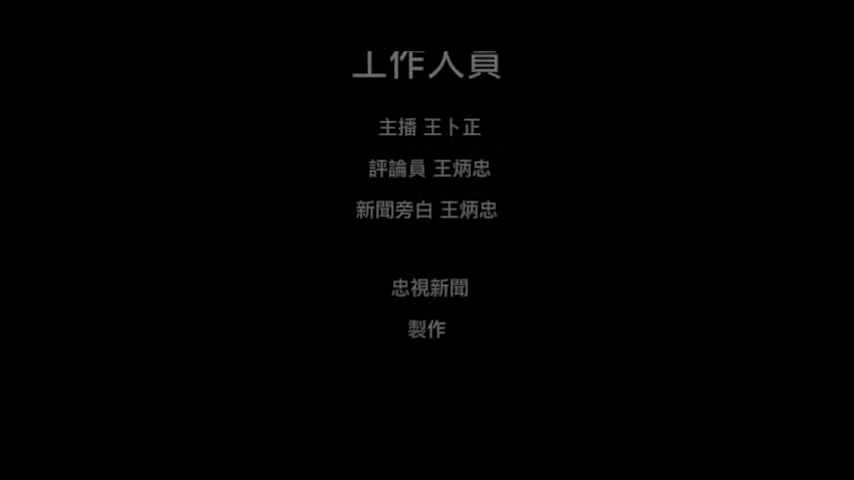 工作人員
主播 王卜正
評論員 王炳忠
新聞旁白 王炳忠
忠視新聞
製作